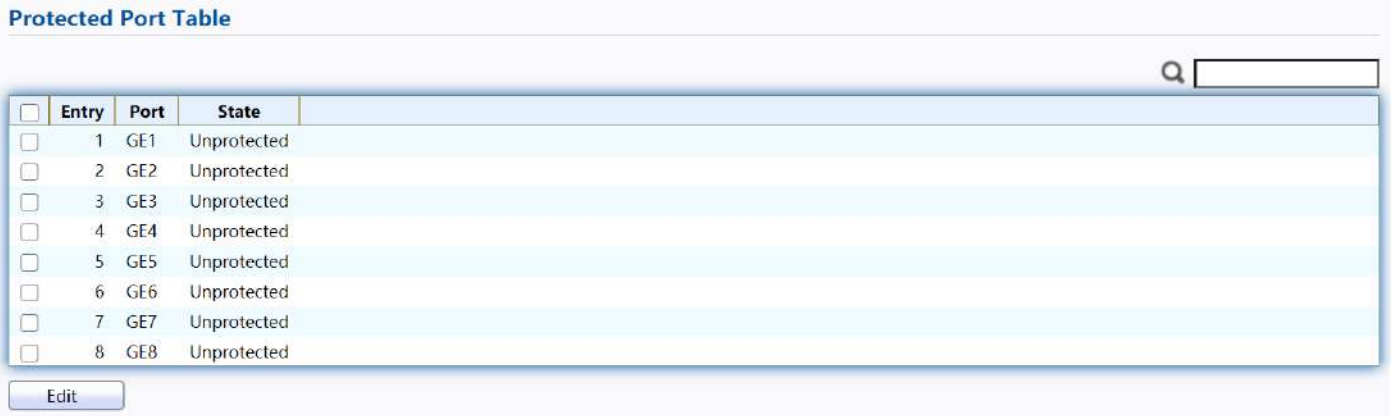 Protected Port Table
Entry Port State
1 GE1 Unprotected
2 GE2 Unprotected
3 GE3 Unprotected
4 GE4 Unprotected
5 GE5 Unprotected
6 GE6 Unprotected
7 GE7 Unprotected
8 GE8 Unprotected
Edit